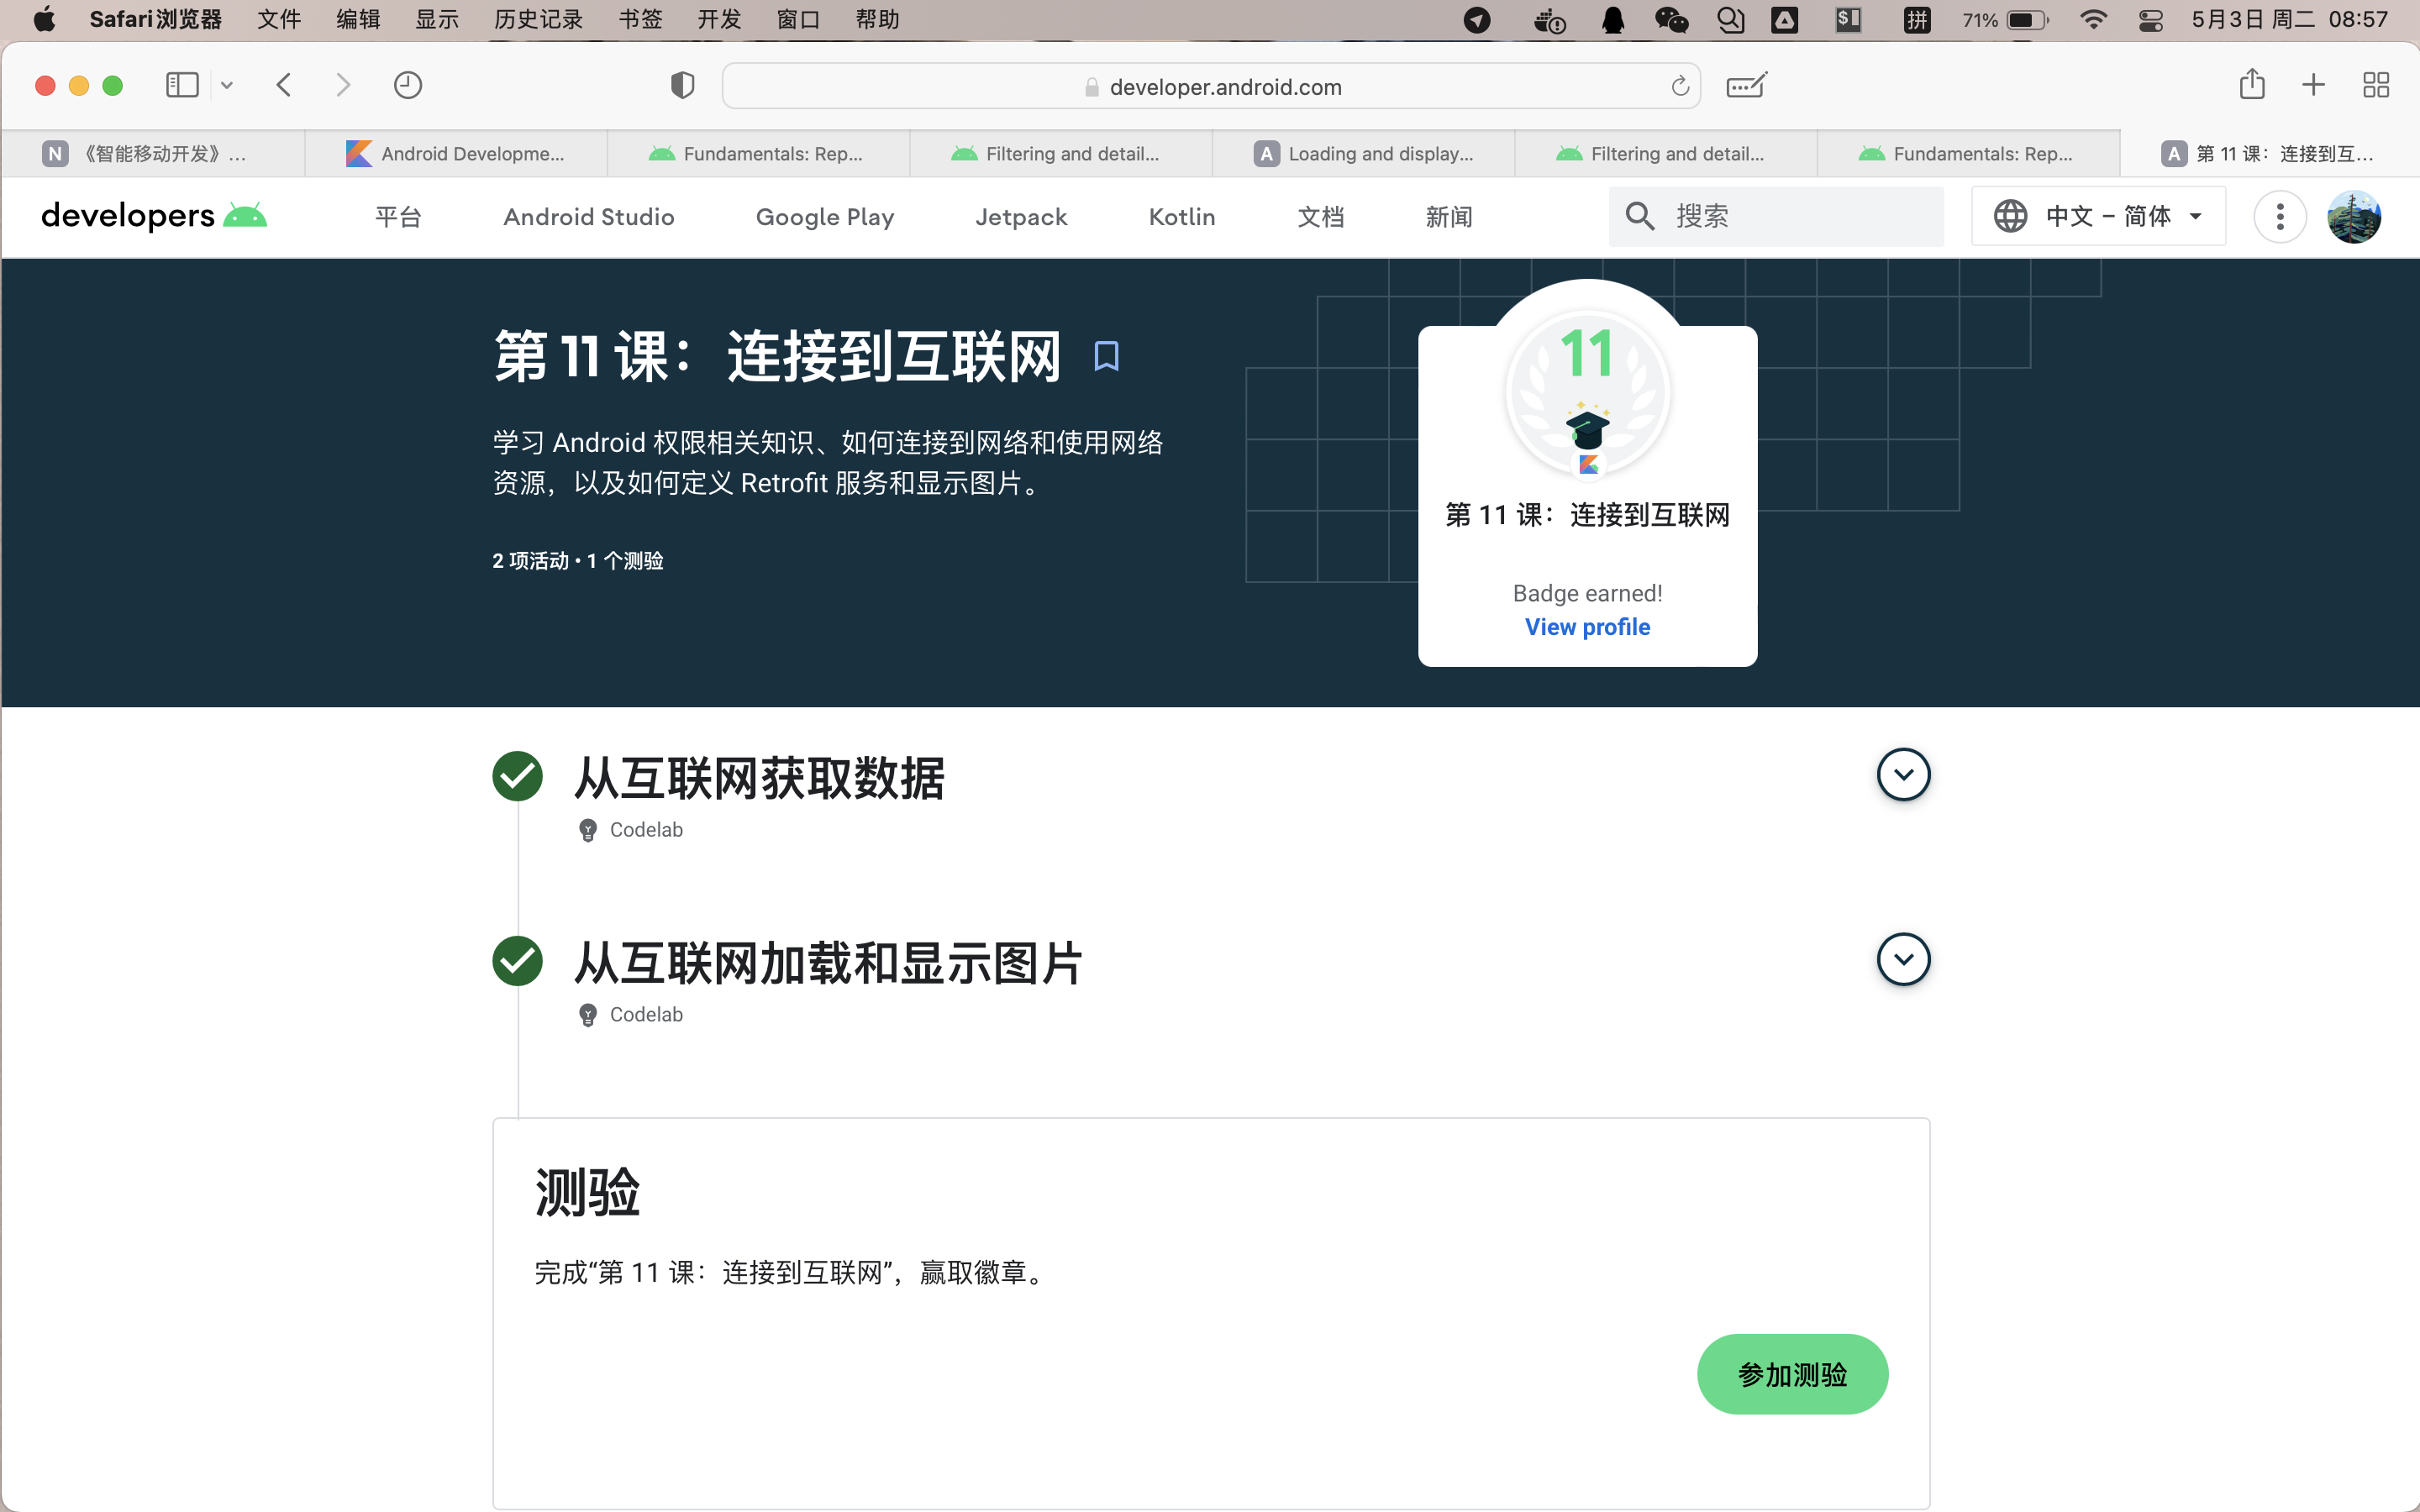 Safari浏览器 文件 编辑 显示 历史记录 书签 开发 窗口 帮助 拼 71% 5月3日 周二 08:57
developer.android.com
N 《智能移动开发》... Android Developme... Fundamentals: Rep... Filtering and detail... A Loading and display... Filtering and detail... Fundamentals: Rep... A 第 11 课：连接到互...
developers 平台 Android Studio Google Play Jetpack Kotlin 文档 新闻 搜索 中文 – 简体
第 11 课：连接到互联网
学习 Android 权限相关知识、如何连接到网络和使用网络
资源，以及如何定义 Retrofit 服务和显示图片。
2 项活动 • 1 个测验
11
第 11 课：连接到互联网
Badge earned!
View profile
从互联网获取数据
Codelab
从互联网加载和显示图片
Codelab
测验
完成“第 11 课：连接到互联网”，赢取徽章。
参加测验